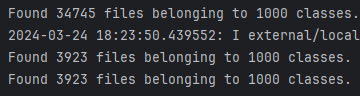 Found 34745 files belonging to 1000 classes.
2024-03-24 18:23:50.439552: I external/local
Found 3923 files belonging to 1000 classes.
Found 3923 files belonging to 1000 classes.